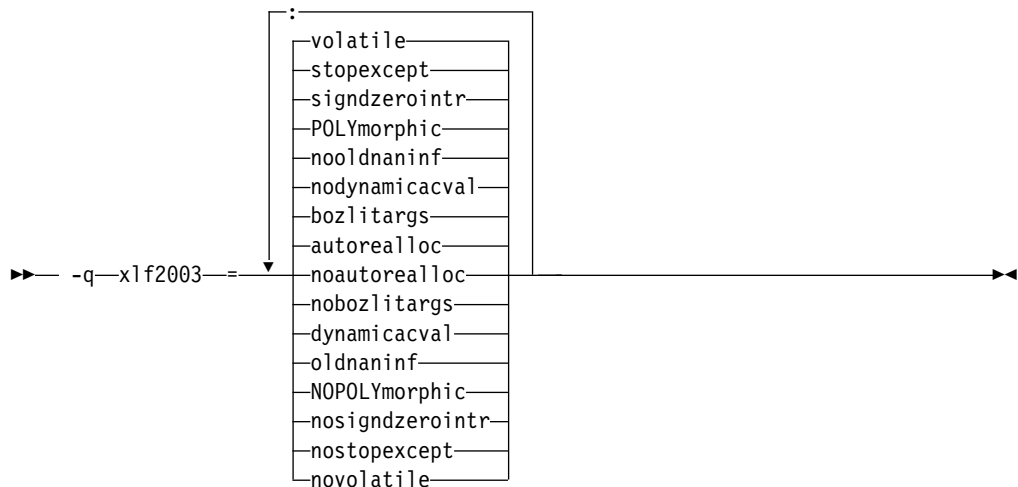 :
volatile
stopexcept
signdzerointr
POLYmorphic
nooldnaninf
nodynamicacval
bozlitargs
autorealloc
-q xlf2003 = noautorealloc
nobozlitargs
dynamicacval
oldnaninf
NOPOLYmorphic
nosigndzerointr
nostopexcept
novolatile